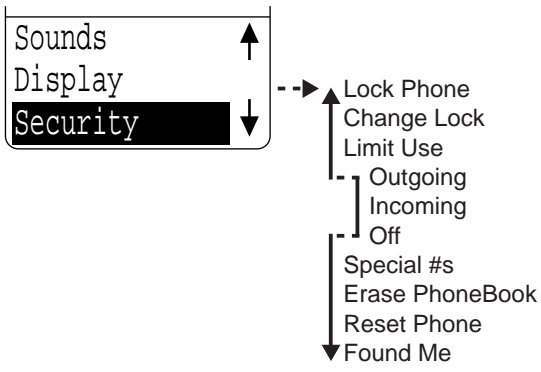 Sounds
Display
Security
Lock Phone
Change Lock
Limit Use
Outgoing
Incoming
Off
Special #s
Erase PhoneBook
Reset Phone
Found Me